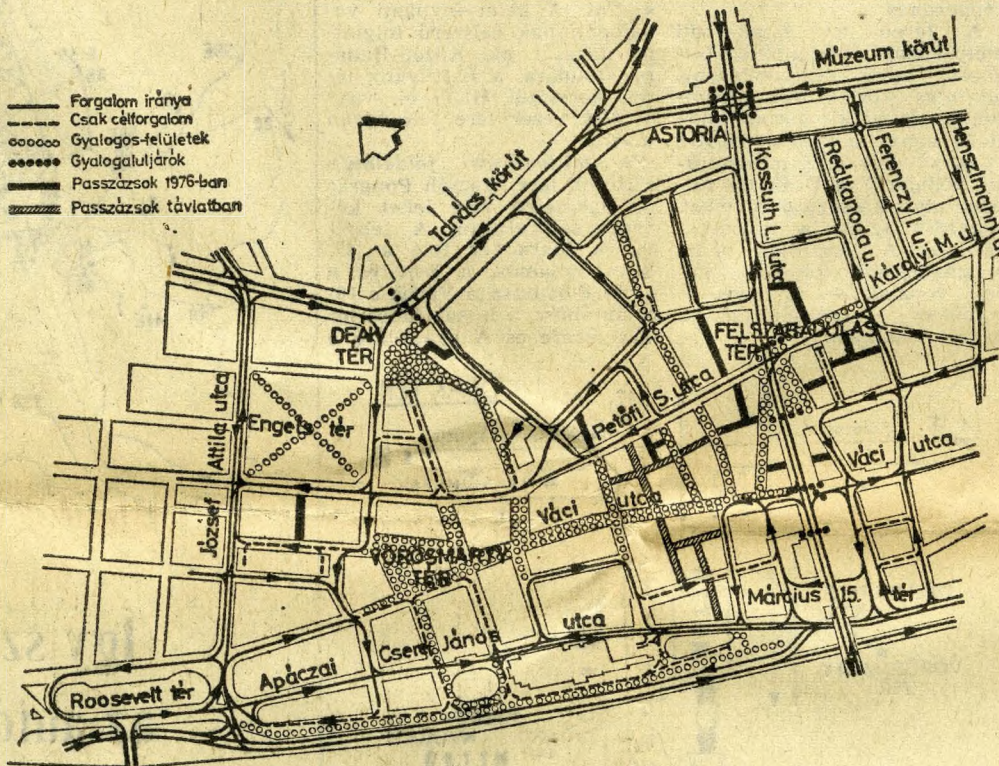 Forgalom iránya
Csak célforgalom
Gyalogos-felületek
Gyalogaluljárók
Passzázsok 1976-ban
Passzázsok távlatban
Múzeum körút
ASTORIA
Tanács körút
Kossuth L. utca
Reáltanoda u.
Ferenczy I. u.
Henszlmann u.
Károlyi M. u.
DEÁK TÉR
FELSZABADULÁS TÉR
József Attila utca
Engels tér
Petőfi S. utca
Váci utca
Váci utca
VÖRÖSMARTY TÉR
Március 15. tér
Apáczai Csere János utca
Roosevelt tér